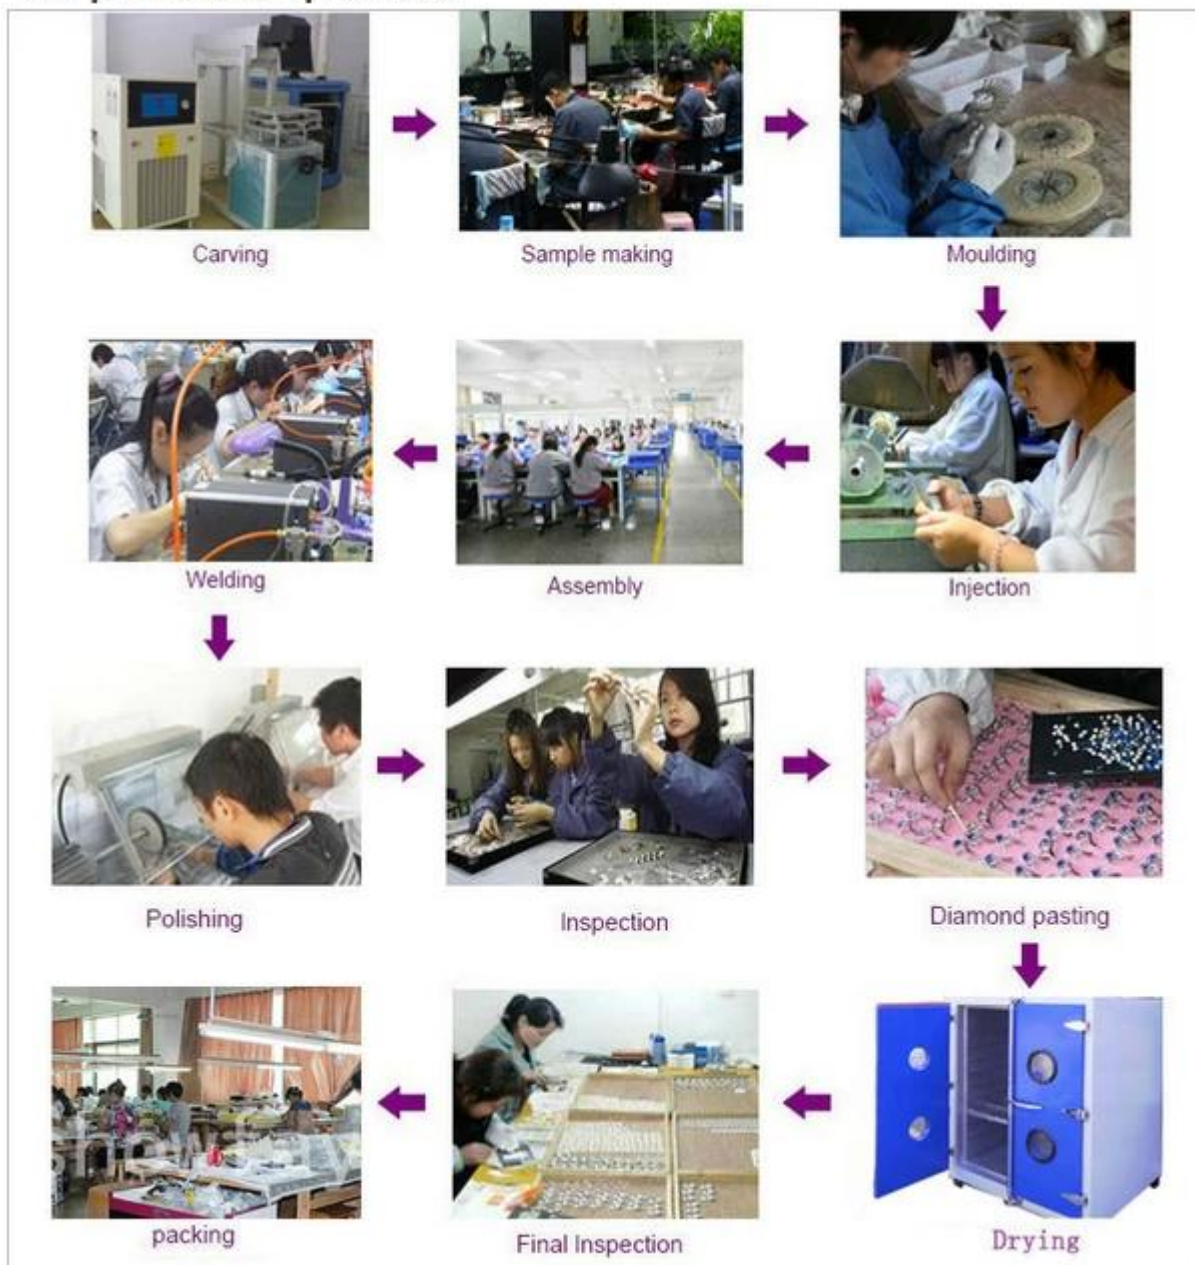 Carving
Sample making
Moulding
Welding
Assembly
Injection
Polishing
Inspection
Diamond pasting
packing
Final Inspection
Drying